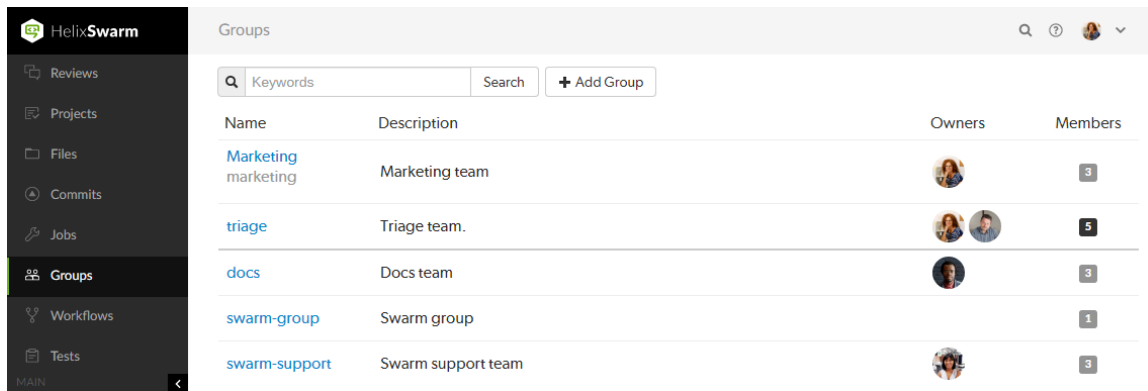 HelixSwarm
Reviews
Projects
Files
Commits
Jobs
Groups
Workflows
Tests
MAIN
Groups
Keywords
Search
Add Group
Name Description Owners Members
Marketing
marketing
Marketing team 3
triage Triage team. 5
docs Docs team 3
swarm-group Swarm group 1
swarm-support Swarm support team 3